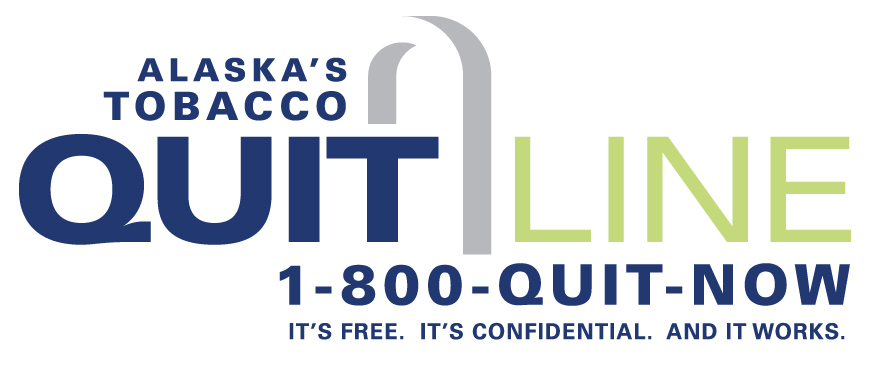 ALASKA'S
TOBACCO
QUIT LINE
1-800-QUIT-NOW
IT'S FREE. IT'S CONFIDENTIAL. AND IT WORKS.